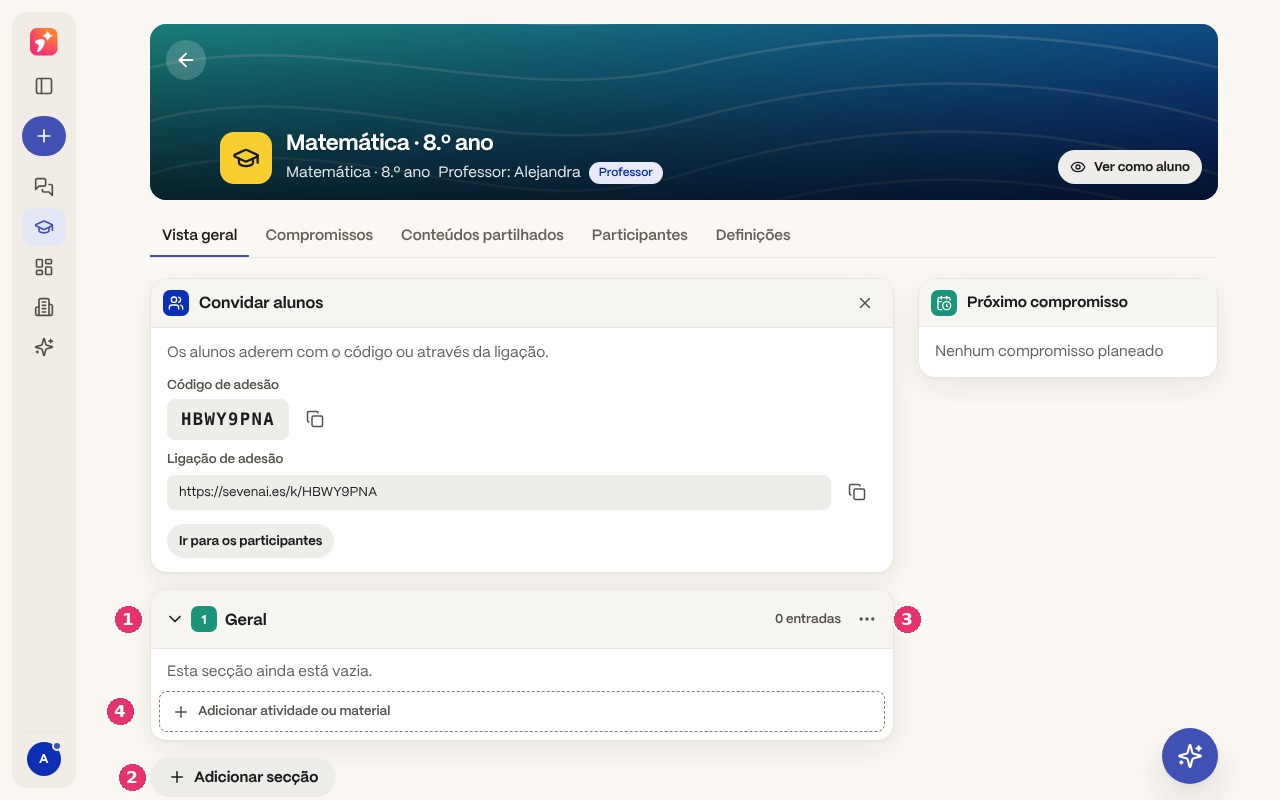 Matemática · 8.º ano
Matemática · 8.º ano Professor: Alejandra Professor
Ver como aluno
Vista geral Compromissos Conteúdos partilhados Participantes Definições
Convidar alunos
Os alunos aderem com o código ou através da ligação.
Código de adesão
HBWY9PNA
Ligação de adesão
https://sevenai.es/k/HBWY9PNA
Ir para os participantes
Próximo compromisso
Nenhum compromisso planeado
1 1 Geral 0 entradas 3
Esta secção ainda está vazia.
4 Adicionar atividade ou material
2 Adicionar secção
A